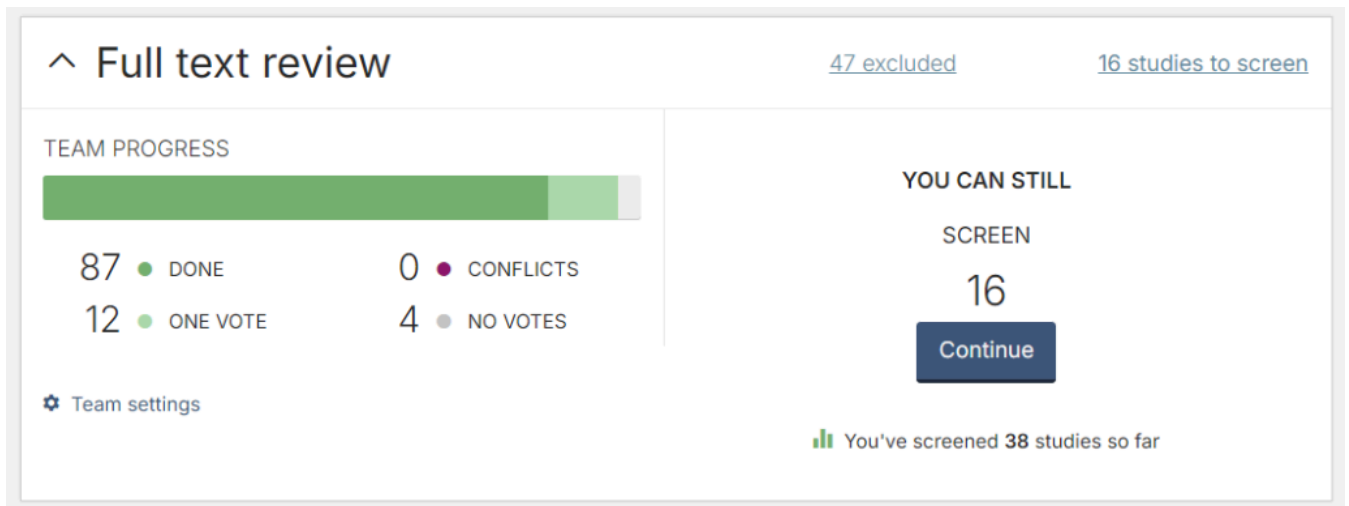 Full text review
47 excluded
16 studies to screen
TEAM PROGRESS
87 DONE
0 CONFLICTS
12 ONE VOTE
4 NO VOTES
Team settings
YOU CAN STILL
SCREEN
16
Continue
You've screened 38 studies so far